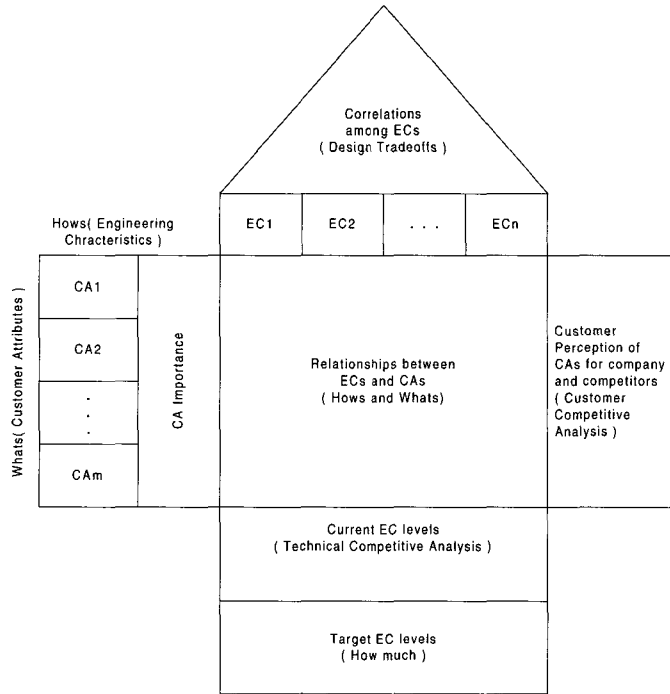 Correlations
among ECs
( Design Tradeoffs )
Hows( Engineering
Chracteristics )
EC1
EC2
. . .
ECn
Whats( Customer Attributes )
CA1
CA2
.
.
.
CAm
CA Importance
Relationships between
ECs and CAs
( Hows and Whats)
Customer
Perception of
CAs for company
and competitors
( Customer
Competitive
Analysis )
Current EC levels
( Technical Competitive Analysis )
Target EC levels
( How much )